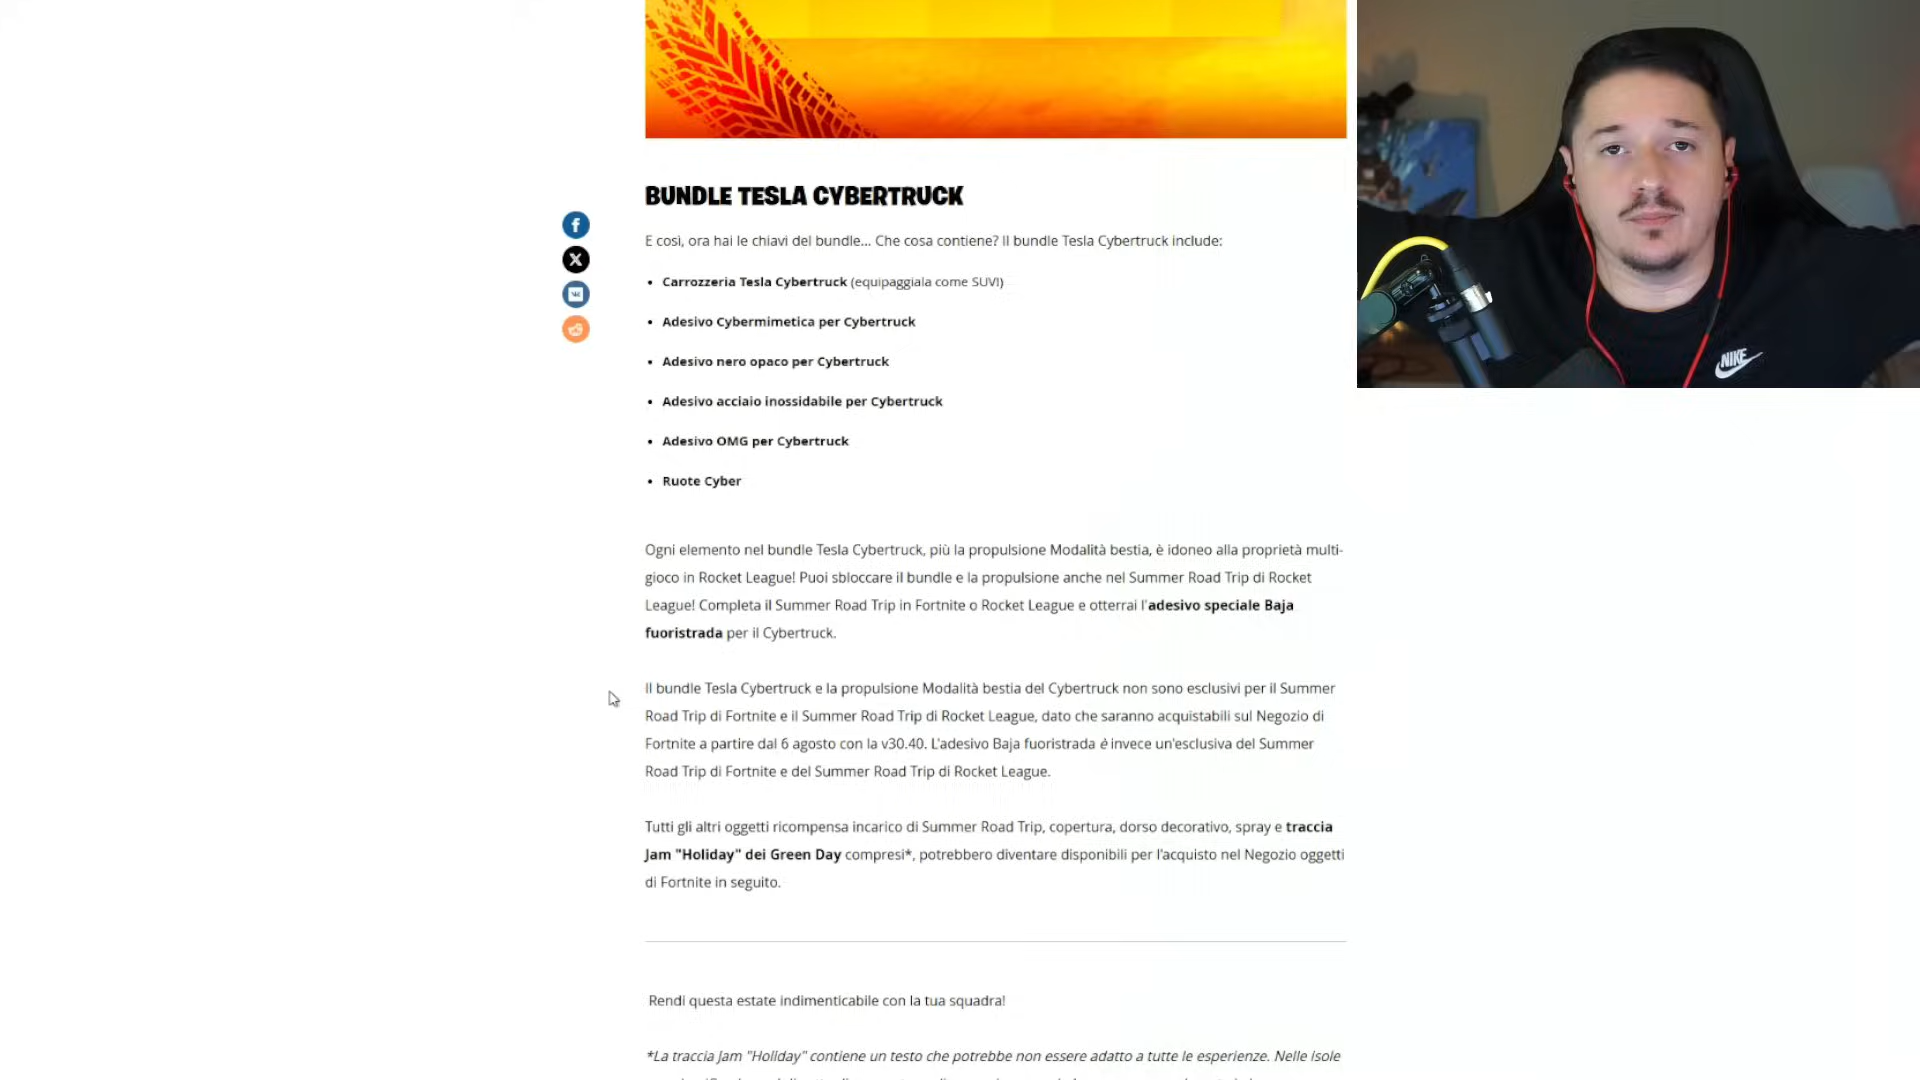 BUNDLE TESLA CYBERTRUCK
E così, ora hai le chiavi del bundle... Che cosa contiene? Il bundle Tesla Cybertruck include:
• Carrozzeria Tesla Cybertruck (equipaggiala come SUV!)
• Adesivo Cybermimetica per Cybertruck
• Adesivo nero opaco per Cybertruck
• Adesivo acciaio inossidabile per Cybertruck
• Adesivo OMG per Cybertruck
• Ruote Cyber
Ogni elemento nel bundle Tesla Cybertruck, più la propulsione Modalità bestia, è idoneo alla proprietà multi-
gioco in Rocket League! Puoi sbloccare il bundle e la propulsione anche nel Summer Road Trip di Rocket
League! Completa il Summer Road Trip in Fortnite o Rocket League e otterrai l'adesivo speciale Baja
fuoristrada per il Cybertruck.
Il bundle Tesla Cybertruck e la propulsione Modalità bestia del Cybertruck non sono esclusivi per il Summer
Road Trip di Fortnite e il Summer Road Trip di Rocket League, dato che saranno acquistabili sul Negozio di
Fortnite a partire dal 6 agosto con la v30.40. L'adesivo Baja fuoristrada è invece un'esclusiva del Summer
Road Trip di Fortnite e del Summer Road Trip di Rocket League.
Tutti gli altri oggetti ricompensa incarico di Summer Road Trip, copertura, dorso decorativo, spray e traccia
Jam "Holiday" dei Green Day compresi*, potrebbero diventare disponibili per l'acquisto nel Negozio oggetti
di Fortnite in seguito.
Rendi questa estate indimenticabile con la tua squadra!
*La traccia Jam "Holiday" contiene un testo che potrebbe non essere adatto a tutte le esperienze. Nelle isole
NIKE